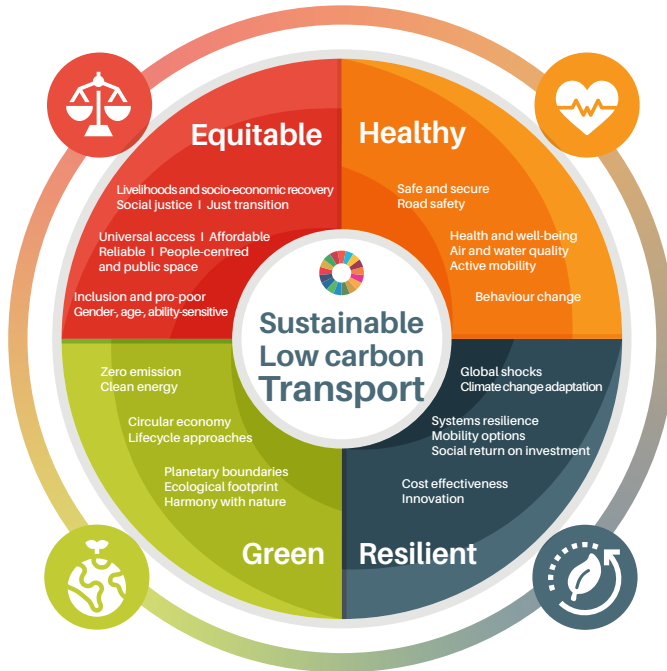 Equitable
Livelihoods and socio-economic recovery
Social justice I Just transition
Universal access I Affordable
Reliable I People-centred
and public space
Inclusion and pro-poor
Gender-, age-, ability-sensitive
Healthy
Safe and secure
Road safety
Health and well-being
Air and water quality
Active mobility
Behaviour change
Sustainable
Low carbon
Transport
Zero emission
Clean energy
Circular economy
Lifecycle approaches
Planetary boundaries
Ecological footprint
Harmony with nature
Green
Global shocks
Climate change adaptation
Systems resilience
Mobility options
Social return on investment
Cost effectiveness
Innovation
Resilient